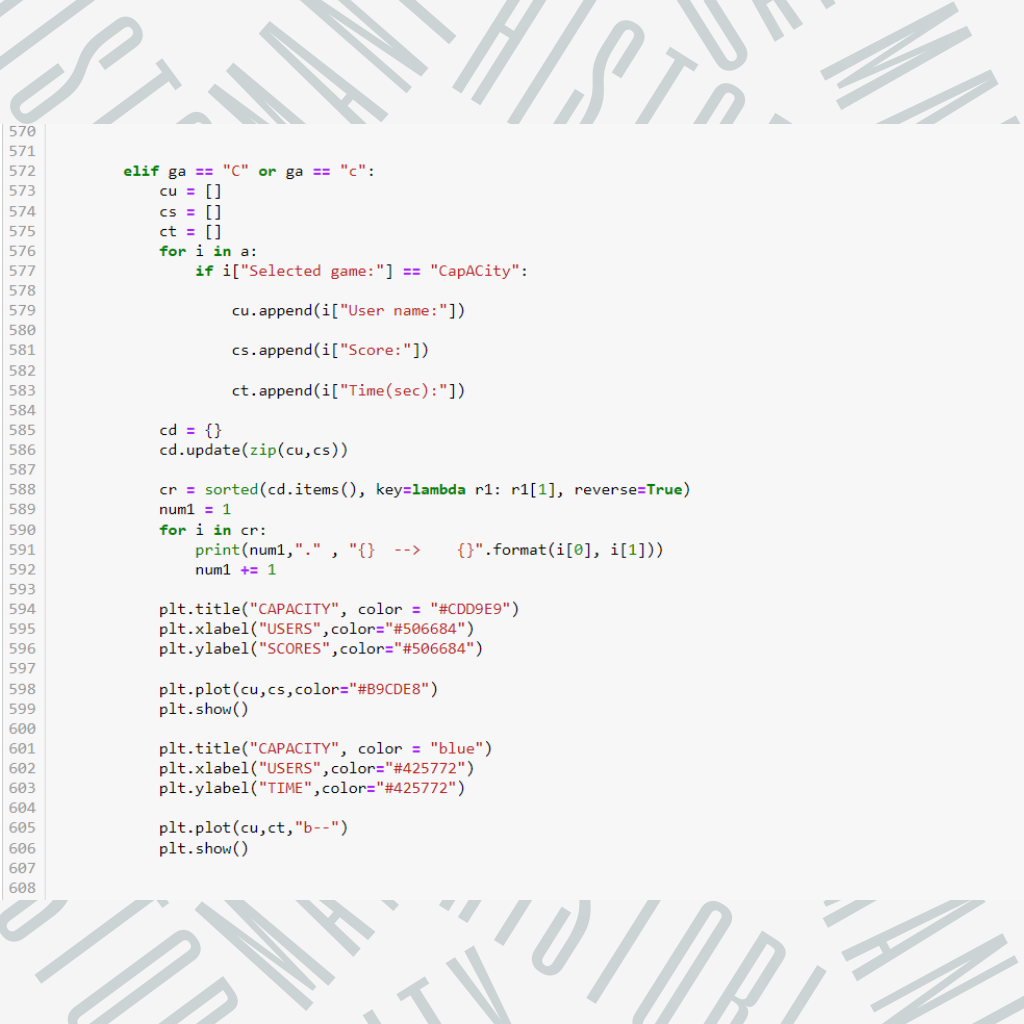 570
571
572 elif ga == "C" or ga == "c":
573 cu = []
574 cs = []
575 ct = []
576 for i in a:
577 if i["Selected game:"] == "CapACity":
578
579 cu.append(i["User name:"])
580
581 cs.append(i["Score:"])
582
583 ct.append(i["Time(sec):"])
584
585 cd = {}
586 cd.update(zip(cu,cs))
587
588 cr = sorted(cd.items(), key=lambda r1: r1[1], reverse=True)
589 num1 = 1
590 for i in cr:
591 print(num1,"." , "{}  -->    {}".format(i[0], i[1]))
592 num1 += 1
593
594 plt.title("CAPACITY", color = "#CDD9E9")
595 plt.xlabel("USERS",color="#506684")
596 plt.ylabel("SCORES",color="#506684")
597
598 plt.plot(cu,cs,color="#B9CDE8")
599 plt.show()
600
601 plt.title("CAPACITY", color = "blue")
602 plt.xlabel("USERS",color="#425772")
603 plt.ylabel("TIME",color="#425772")
604
605 plt.plot(cu,ct,"b--")
606 plt.show()
607
608